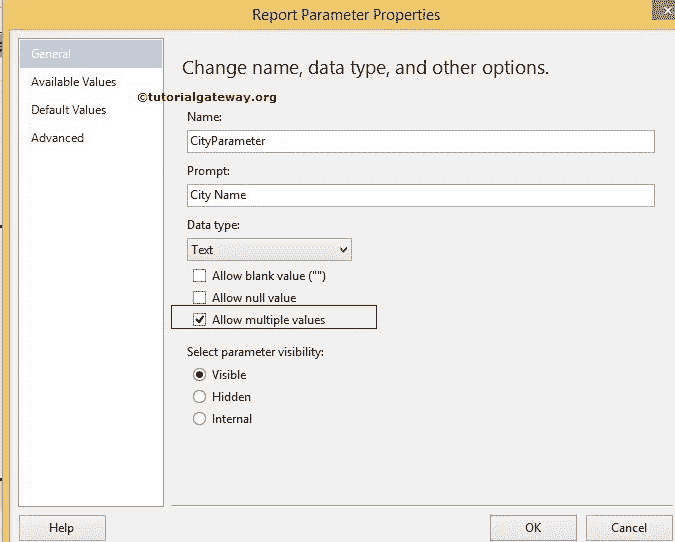 Report Parameter Properties
General
Available Values
Default Values
Advanced
Change name, data type, and other options.
©tutorialgateway.org
Name:
CityParameter
Prompt:
City Name
Data type:
Text
Allow blank value ("")
Allow null value
Allow multiple values
Select parameter visibility:
Visible
Hidden
Internal
Help
OK
Cancel